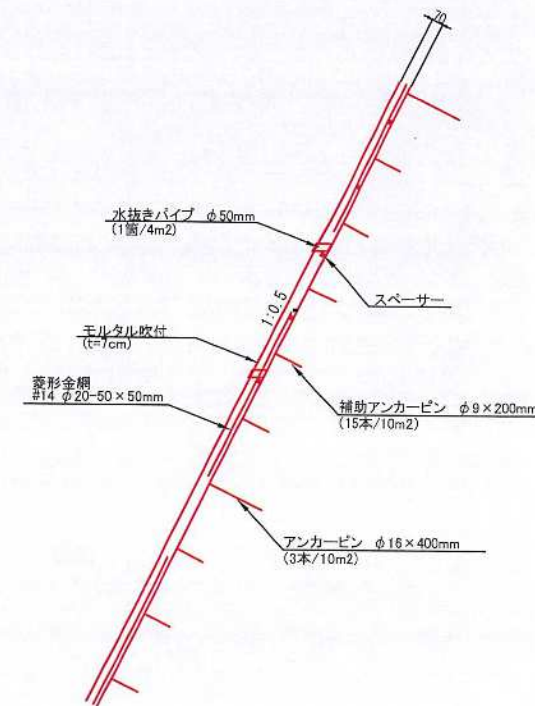 70
水抜きパイプ φ50mm
(1箇/4m2)
スペーサー
1:0.5
モルタル吹付
(t=7cm)
菱形金網
#14 φ20-50×50mm
補助アンカーピン φ9×200mm
(15本/10m2)
アンカーピン φ16×400mm
(3本/10m2)